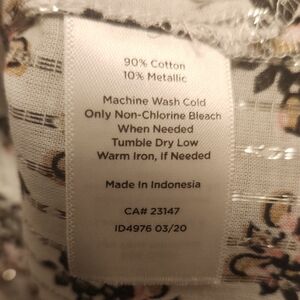 90% Cotton
10% Metallic
Machine Wash Cold
Only Non-Chlorine Bleach
When Needed
Tumble Dry Low
Warm Iron, If Needed
Made In Indonesia
CA# 23147
ID4976 03/20